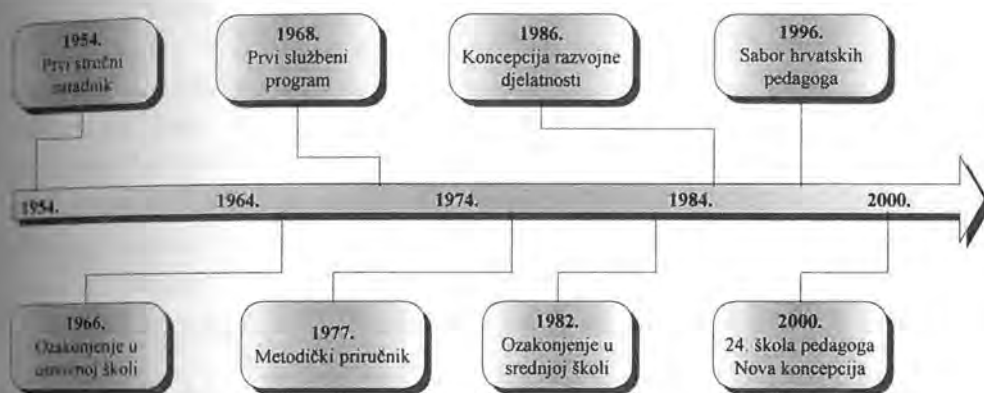 1954.
Prvi stručni
suradnik
1968.
Prvi službeni
program
1986.
Koncepcija razvojne
djelatnosti
1996.
Sabor hrvatskih
pedagoga
1954.
1964.
1974.
1984.
2000.
1966.
Ozakonjenje u
osnovnoj školi
1977.
Metodički priručnik
1982.
Ozakonjenje u
srednjoj školi
2000.
24. škola pedagoga
Nova koncepcija